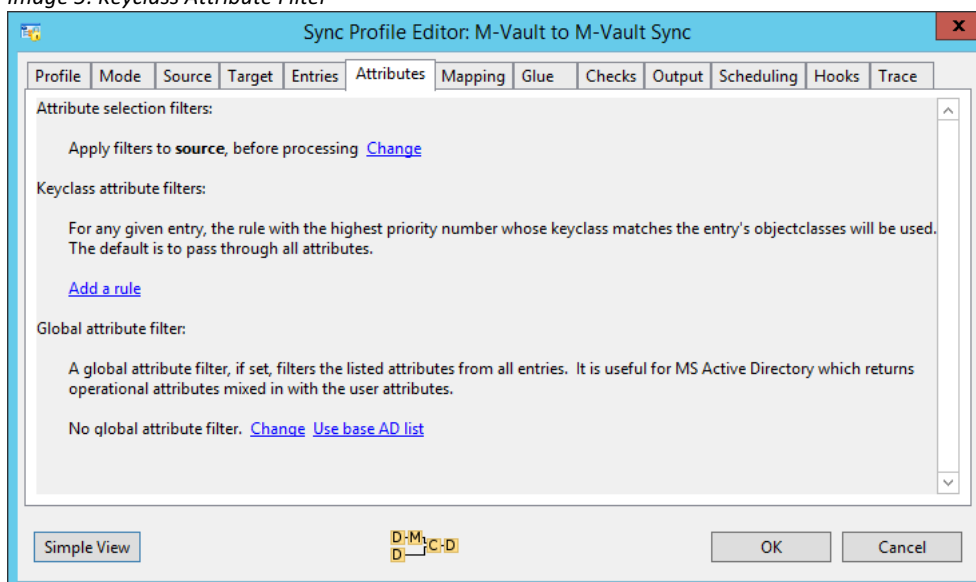 Image 5: Keyclass Attribute Filter
Sync Profile Editor: M-Vault to M-Vault Sync
x
Profile Mode Source Target Entries Attributes Mapping Glue Checks Output Scheduling Hooks Trace
Attribute selection filters:
Apply filters to source, before processing Change
Keyclass attribute filters:
For any given entry, the rule with the highest priority number whose keyclass matches the entry's objectclasses will be used.
The default is to pass through all attributes.
Add a rule
Global attribute filter:
A global attribute filter, if set, filters the listed attributes from all entries. It is useful for MS Active Directory which returns
operational attributes mixed in with the user attributes.
No global attribute filter. Change Use base AD list
Simple View
D-M
D
C-D
OK Cancel